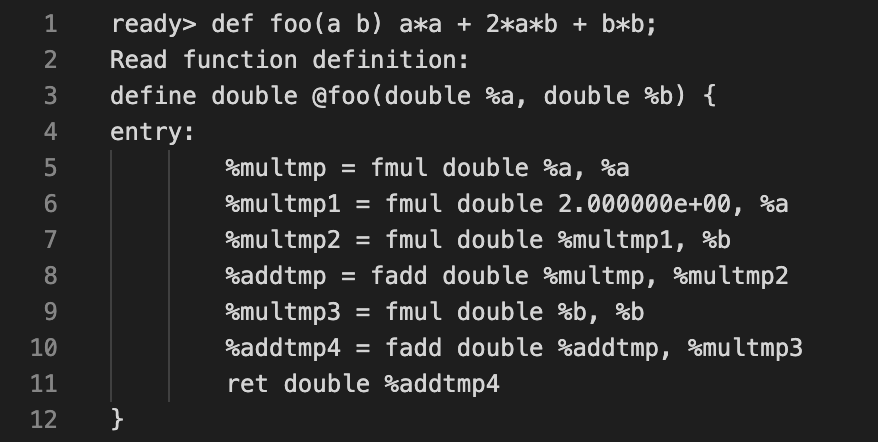 1 ready> def foo(a b) a*a + 2*a*b + b*b;
2 Read function definition:
3 define double @foo(double %a, double %b) {
4 entry:
5 %multmp = fmul double %a, %a
6 %multmp1 = fmul double 2.000000e+00, %a
7 %multmp2 = fmul double %multmp1, %b
8 %addtmp = fadd double %multmp, %multmp2
9 %multmp3 = fmul double %b, %b
10 %addtmp4 = fadd double %addtmp, %multmp3
11 ret double %addtmp4
12 }